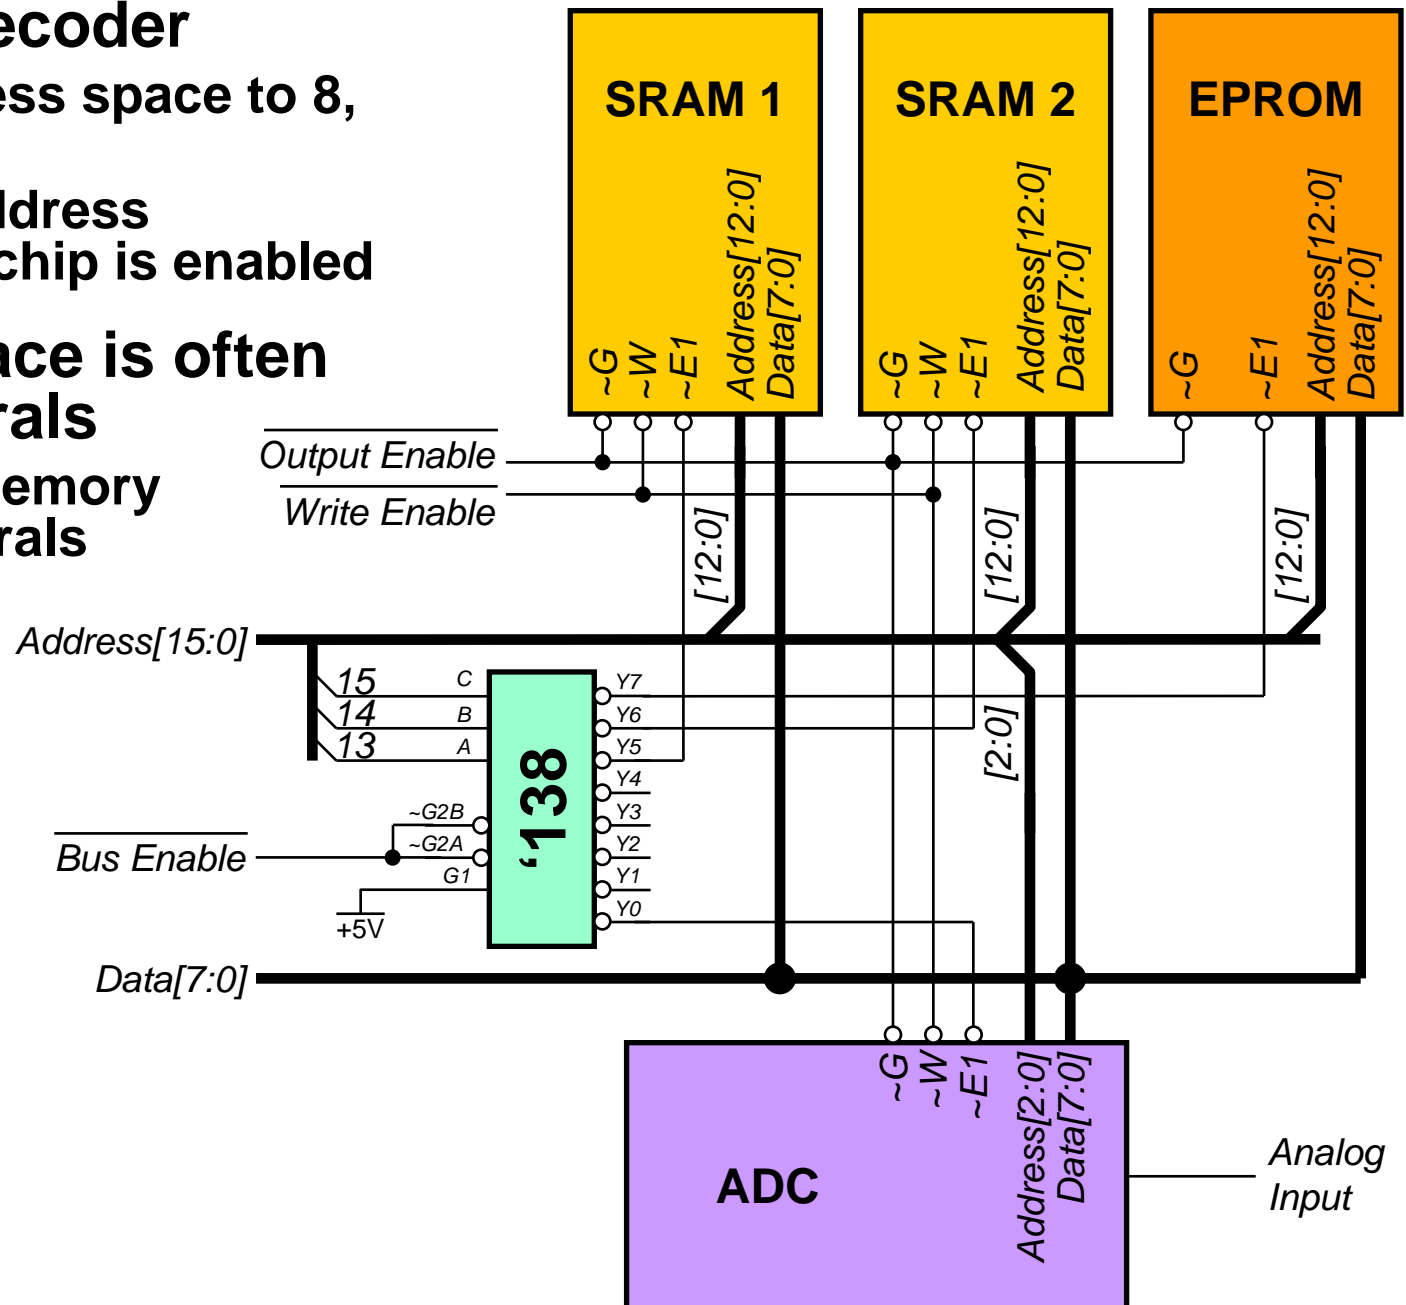 ecoder
ess space to 8,
ldress
chip is enabled
ace is often
rals
emory
rals
SRAM 1
SRAM 2
EPROM
~G
~W
~E1
Address[12:0]
Data[7:0]
~G
~W
~E1
Address[12:0]
Data[7:0]
~G
~E1
Address[12:0]
Data[7:0]
Output Enable
Write Enable
[12:0]
[12:0]
[12:0]
Address[15:0]
15
14
13
C
B
A
~G2B
~G2A
G1
‘138
Y7
Y6
Y5
Y4
Y3
Y2
Y1
Y0
[2:0]
Bus Enable
+5V
Data[7:0]
~G
~W
~E1
Address[2:0]
Data[7:0]
ADC
Analog
Input